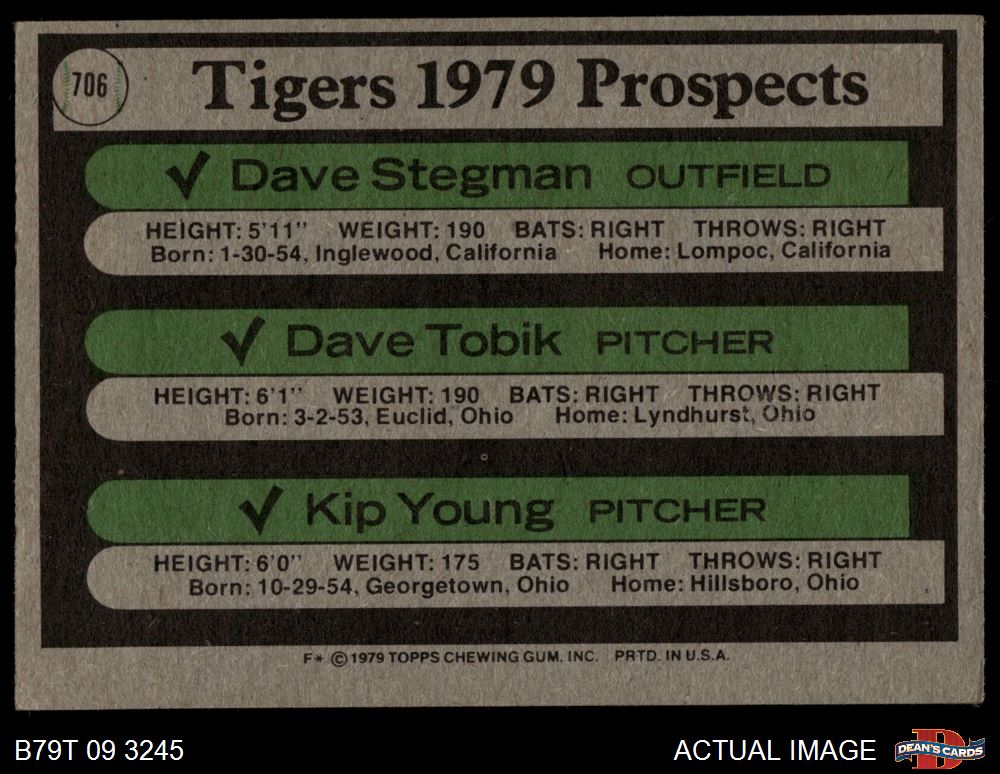 706
Tigers 1979 Prospects
✓ Dave Stegman OUTFIELD
HEIGHT: 5'11" WEIGHT: 190 BATS: RIGHT THROWS: RIGHT
Born: 1-30-54, Inglewood, California Home: Lompoc, California
✓ Dave Tobik PITCHER
HEIGHT: 6'1" WEIGHT: 190 BATS: RIGHT THROWS: RIGHT
Born: 3-2-53, Euclid, Ohio Home: Lyndhurst, Ohio
✓ Kip Young PITCHER
HEIGHT: 6'0" WEIGHT: 175 BATS: RIGHT THROWS: RIGHT
Born: 10-29-54, Georgetown, Ohio Home: Hillsboro, Ohio
F* © 1979 TOPPS CHEWING GUM, INC. PRTD. IN U.S.A.
B79T 09 3245 ACTUAL IMAGE D DEAN'S CARDS